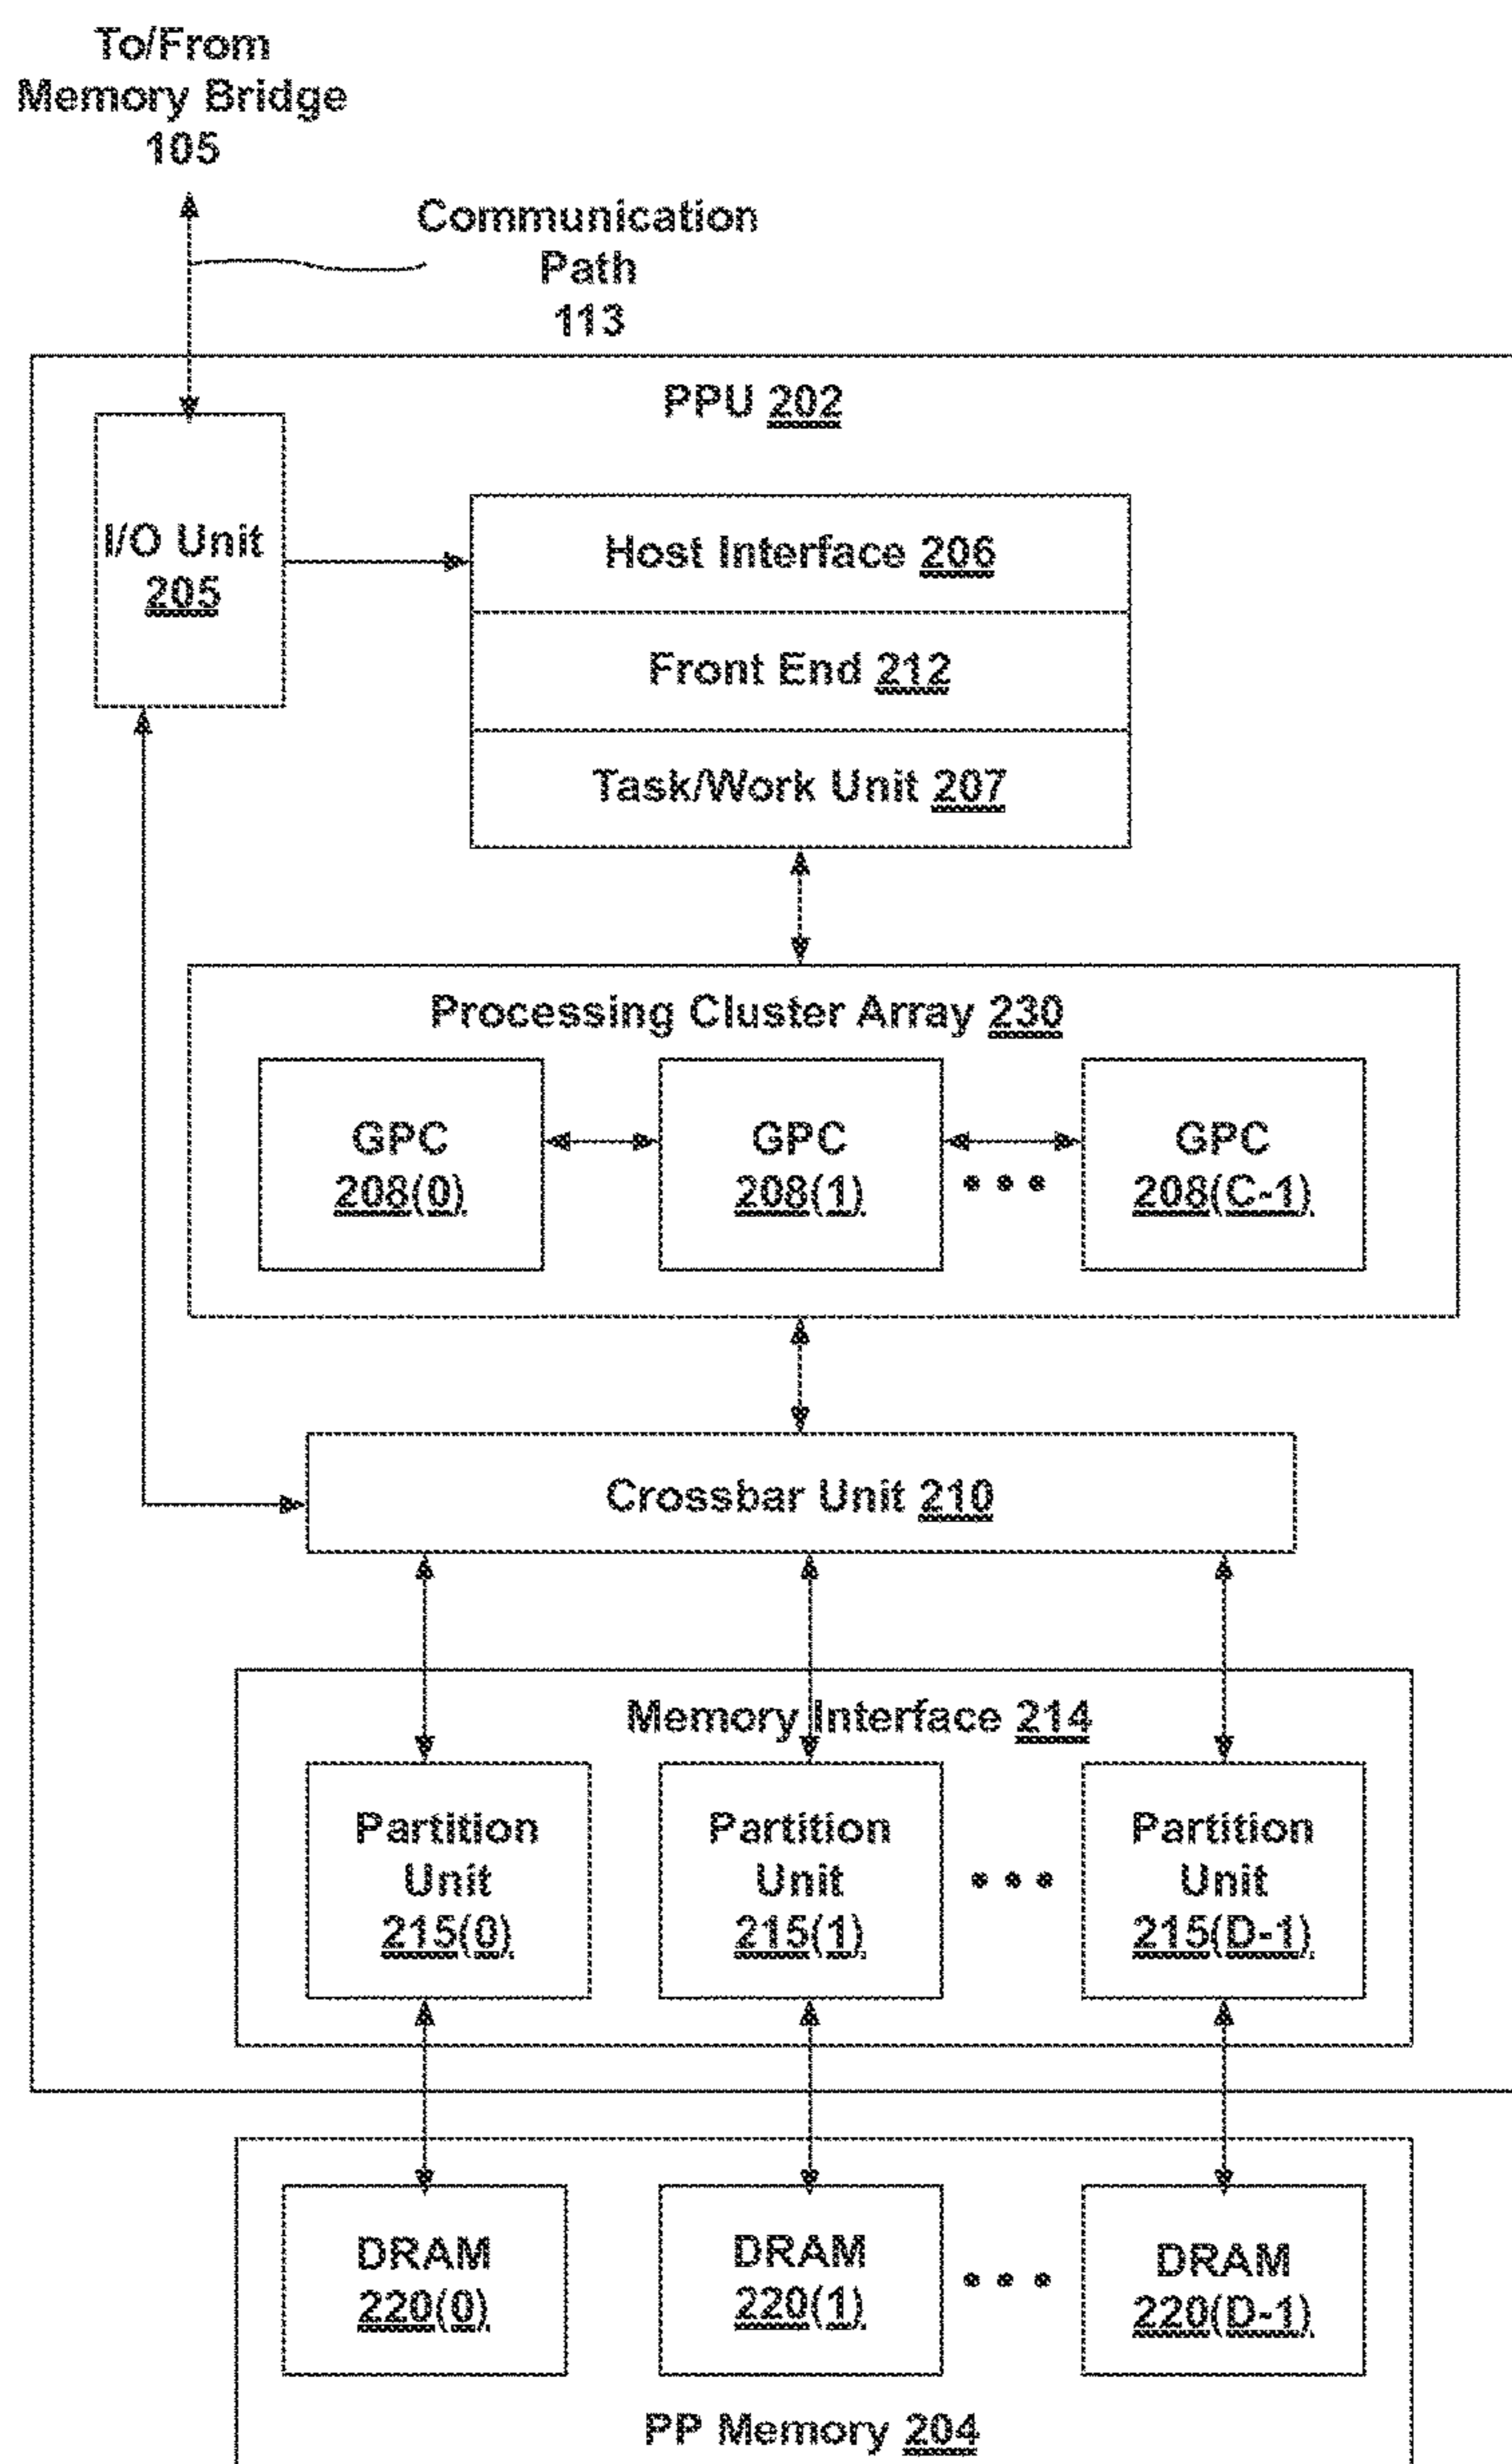 To/From
Memory Bridge
105
Communication
Path
113
PPU 202
I/O Unit
205
Host Interface 206
Front End 212
Task/Work Unit 207
Processing Cluster Array 230
GPC
208(0)
GPC
208(1)
• • •
GPC
208(C-1)
Crossbar Unit 210
Memory Interface 214
Partition
Unit
215(0)
Partition
Unit
215(1)
• • •
Partition
Unit
215(D-1)
DRAM
220(0)
DRAM
220(1)
• • •
DRAM
220(D-1)
PP Memory 204